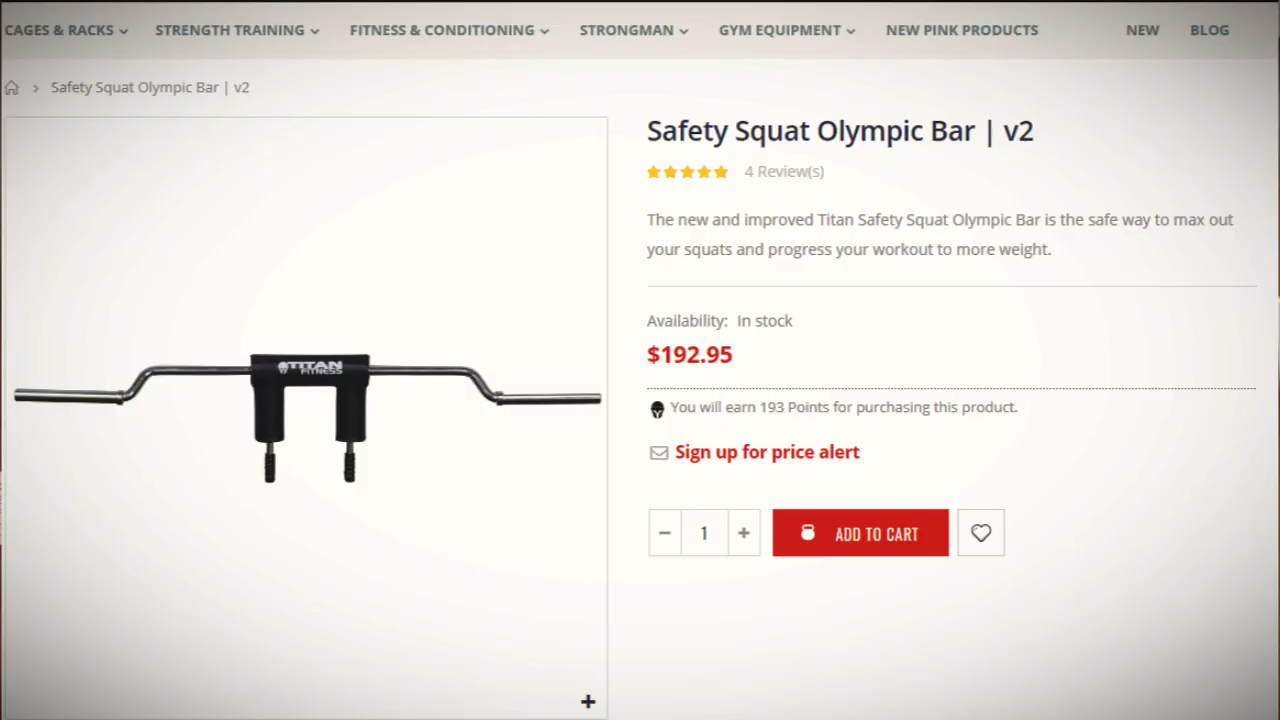 CAGES & RACKS STRENGTH TRAINING FITNESS & CONDITIONING STRONGMAN GYM EQUIPMENT NEW PINK PRODUCTS NEW BLOG
Safety Squat Olympic Bar | v2
Safety Squat Olympic Bar | v2
4 Review(s)
The new and improved Titan Safety Squat Olympic Bar is the safe way to max out
your squats and progress your workout to more weight.
Availability: In stock
$192.95
You will earn 193 Points for purchasing this product.
Sign up for price alert
1
ADD TO CART
TITAN
FITNESS